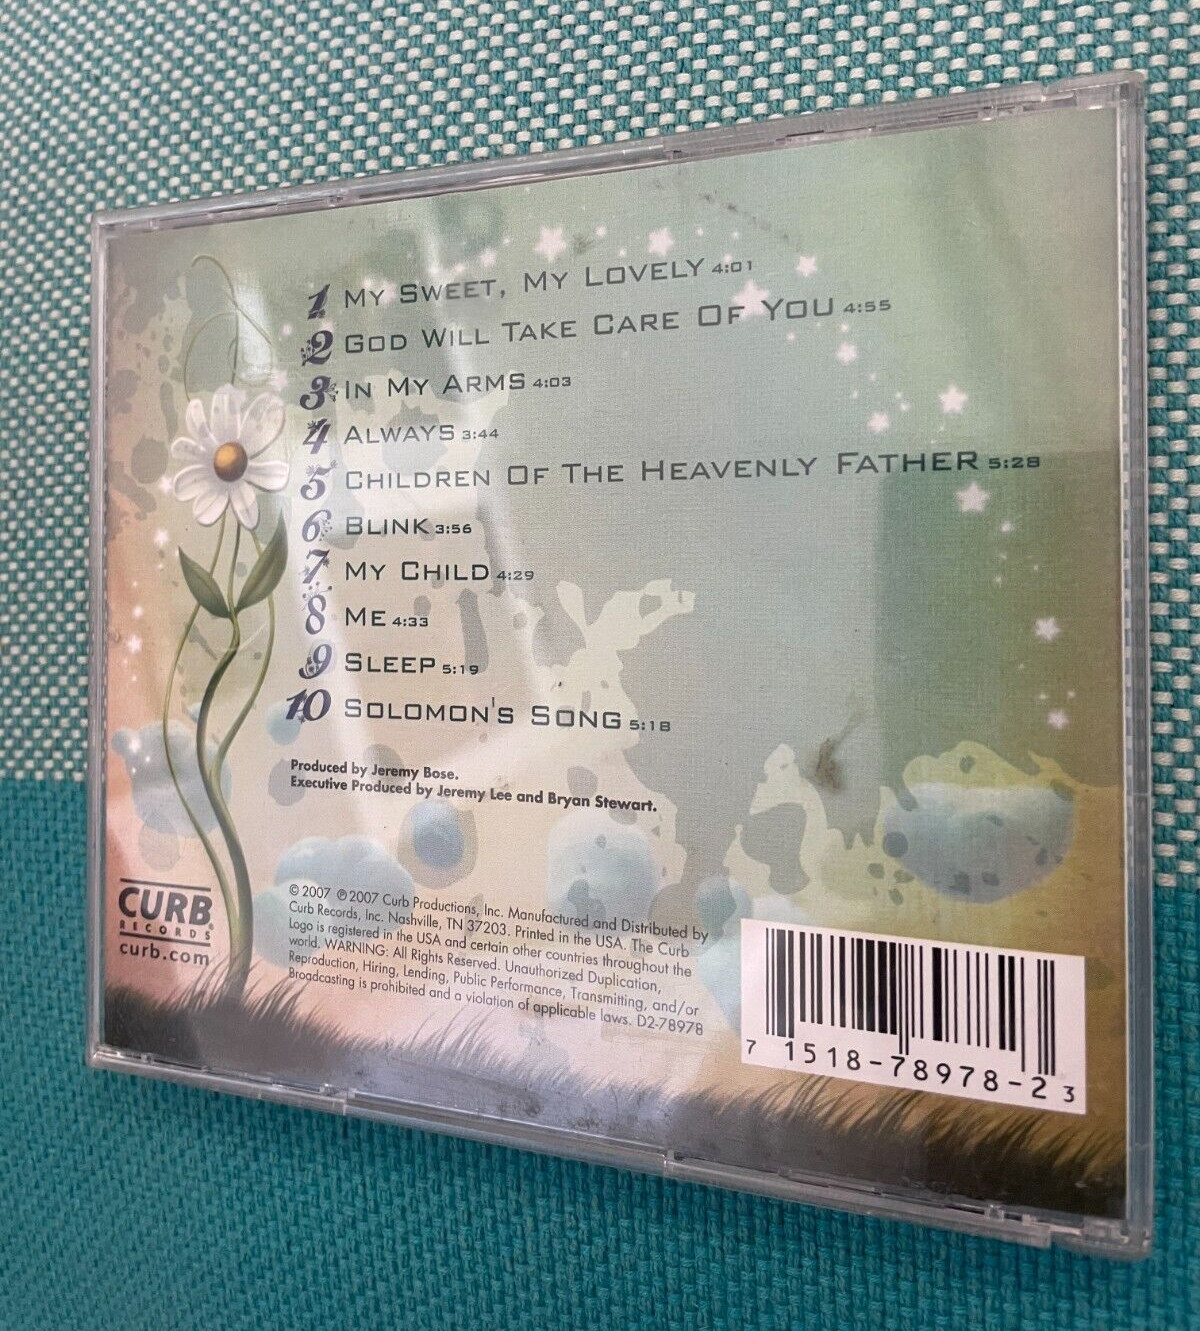 1 MY SWEET, MY LOVELY 4:01
2 GOD WILL TAKE CARE OF YOU 4:55
3 IN MY ARMS 4:03
4 ALWAYS 3:44
5 CHILDREN OF THE HEAVENLY FATHER 5:28
6 BLINK 3:56
7 MY CHILD 4:29
8 ME 4:33
9 SLEEP 5:19
10 SOLOMON'S SONG 5:18
Produced by Jeremy Bose.
Executive Produced by Jeremy Lee and Bryan Stewart.
CURB®
RECORDS
curb.com
© 2007 ℗2007 Curb Productions, Inc. Manufactured and Distributed by
Curb Records, Inc. Nashville, TN 37203. Printed in the USA. The Curb
Logo is registered in the USA and certain other countries throughout the
world. WARNING: All Rights Reserved. Unauthorized Duplication,
Reproduction, Hiring, Lending, Public Performance, Transmitting, and/or
Broadcasting is prohibited and a violation of applicable laws. D2-78978
7 1518-78978-2 3